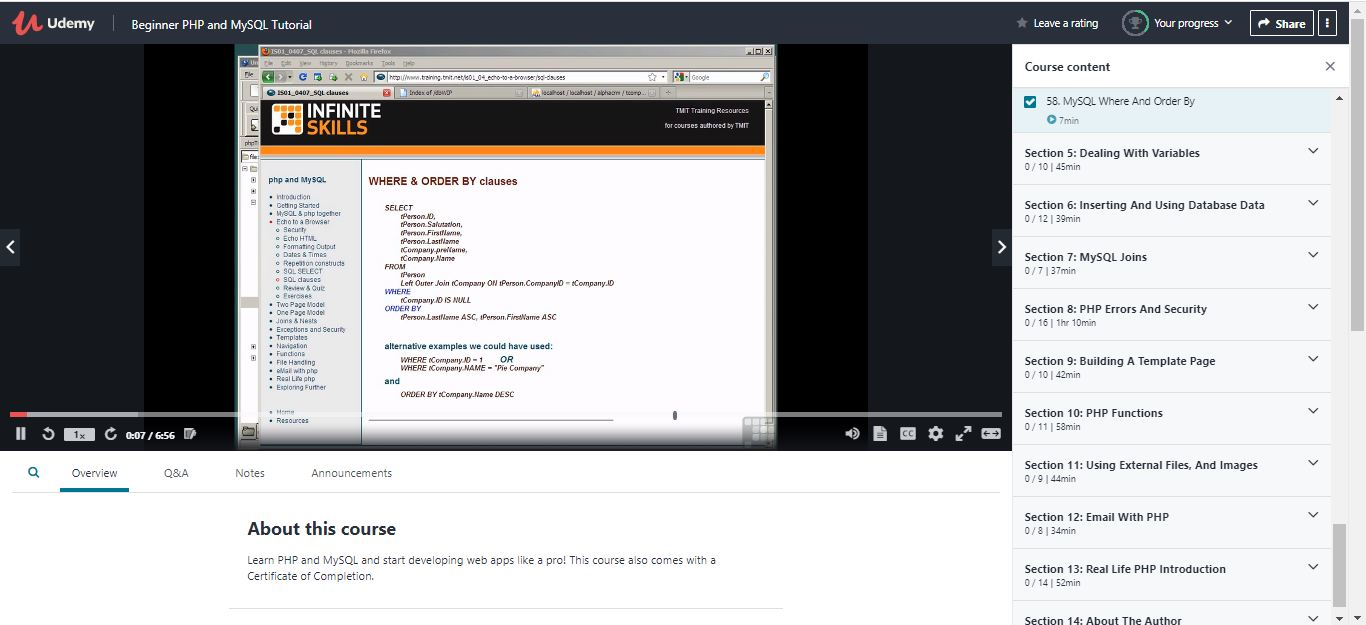 Udemy
Beginner PHP and MySQL Tutorial
Leave a rating
Your progress
Share
IS01_0407_SQL clauses - Mozilla Firefox
File Edit View History Bookmarks Tools Help
http://www.training.tmit.net/is01_04_echo-to-a-browser/sql-clauses
Google
IS01_0407_SQL clauses
Index of /dbWIP
localhost / localhost / alphacrm / tcomp...
INFINITE
SKILLS
TMIT Training Resources
for courses authored by TMIT
php and MySQL
Introduction
Getting Started
MySQL & php together
Echo to a Browser
Security
Echo HTML
Formatting Output
Dates & Times
Repetition constructs
SQL SELECT
SQL clauses
Review & Quiz
Exercises
Two Page Model
One Page Model
Joins & Nests
Exceptions and Security
Templates
Navigation
Functions
File Handling
eMail with php
Real Life php
Exploring Further
Home
Resources
WHERE & ORDER BY clauses
SELECT
tPerson.ID,
tPerson.Salutation,
tPerson.FirstName,
tPerson.LastName
tCompany.preName,
tCompany.Name
FROM
tPerson
Left Outer Join tCompany ON tPerson.CompanyID = tCompany.ID
WHERE
tCompany.ID IS NULL
ORDER BY
tPerson.LastName ASC, tPerson.FirstName ASC
alternative examples we could have used:
WHERE tCompany.ID = 1 OR
WHERE tCompany.NAME = "Pie Company"
and
ORDER BY tCompany.Name DESC
1x
0:07 / 6:56
CC
Overview
Q&A
Notes
Announcements
About this course
Learn PHP and MySQL and start developing web apps like a pro! This course also comes with a
Certificate of Completion.
Course content
58. MySQL Where And Order By
7min
Section 5: Dealing With Variables
0 / 10 | 45min
Section 6: Inserting And Using Database Data
0 / 12 | 39min
Section 7: MySQL Joins
0 / 7 | 37min
Section 8: PHP Errors And Security
0 / 16 | 1hr 10min
Section 9: Building A Template Page
0 / 10 | 42min
Section 10: PHP Functions
0 / 11 | 58min
Section 11: Using External Files, And Images
0 / 9 | 44min
Section 12: Email With PHP
0 / 8 | 34min
Section 13: Real Life PHP Introduction
0 / 14 | 52min
Section 14: About The Author